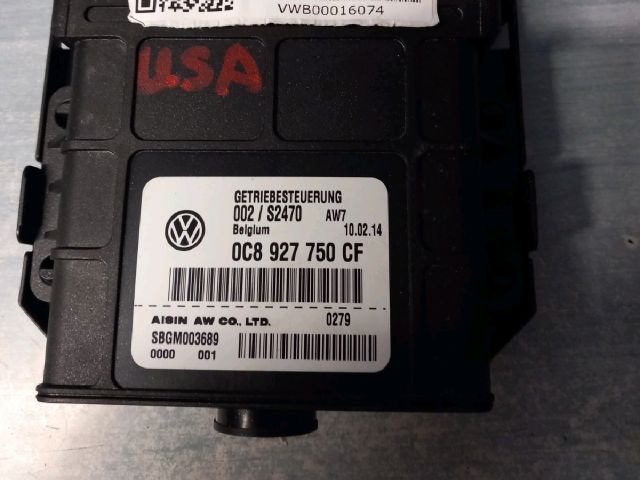 VWB00016074
USA
GETRIEBESTEUERUNG
002 / S2470 AW7
Belgium 10.02.14
0C8 927 750 CF
AISIN AW CO., LTD. 0279
SBGM003689
0000 001